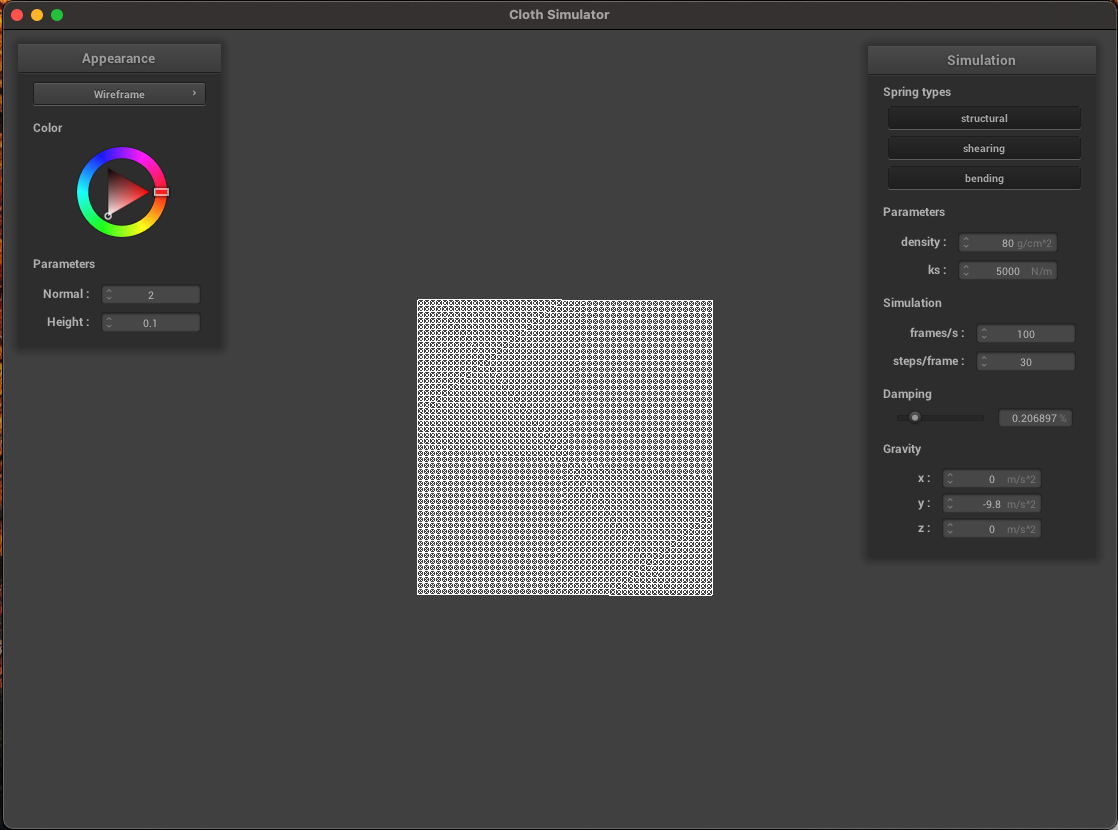 Cloth Simulator
Appearance
Wireframe
Color
Parameters
Normal : 2
Height : 0.1
Simulation
Spring types
structural
shearing
bending
Parameters
density : 80 g/cm^2
ks : 5000 N/m
Simulation
frames/s : 100
steps/frame : 30
Damping
0.206897 %
Gravity
x : 0 m/s^2
y : -9.8 m/s^2
z : 0 m/s^2